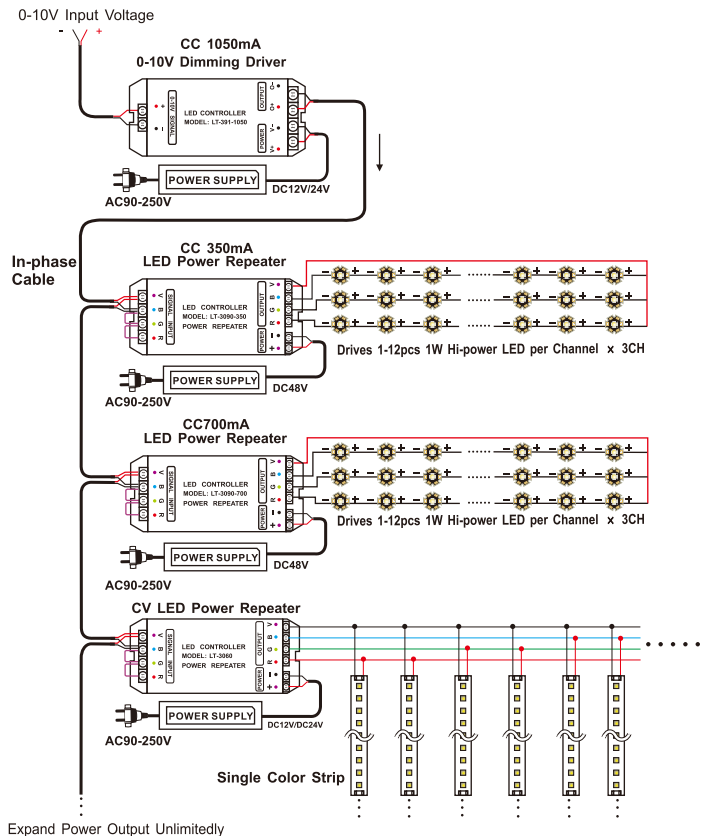 0-10V Input Voltage
- +
CC 1050mA
0-10V Dimming Driver
+
-
0-10V SIGNAL
LED CONTROLLER
MODEL: LT-391-1050
OUTPUT
O-
O+
POWER
V-
V+
POWER SUPPLY
AC90-250V
DC12V/24V
In-phase
Cable
CC 350mA
LED Power Repeater
V
B
G
R
SIGNAL INPUT
LED CONTROLLER
MODEL: LT-3090-350
POWER REPEATER
OUTPUT
V
B
G
R
POWER
-
+
- + - + - + ...... - + - + - +
- + - + - + ...... - + - + - +
- + - + - + ...... - + - + - +
Drives 1-12pcs 1W Hi-power LED per Channel x 3CH
POWER SUPPLY
DC48V
AC90-250V
CC700mA
LED Power Repeater
V
B
G
R
SIGNAL INPUT
LED CONTROLLER
MODEL: LT-3090-700
POWER REPEATER
OUTPUT
V
B
G
R
POWER
-
+
- + - + - + ...... - + - + - +
- + - + - + ...... - + - + - +
- + - + - + ...... - + - + - +
Drives 1-12pcs 1W Hi-power LED per Channel x 3CH
POWER SUPPLY
DC48V
AC90-250V
CV LED Power Repeater
V
B
G
R
SIGNAL INPUT
LED CONTROLLER
MODEL: LT-3060
POWER REPEATER
OUTPUT
V
B
G
R
POWER
-
+
POWER SUPPLY
DC12V/DC24V
AC90-250V
Single Color Strip
Expand Power Output Unlimitedly